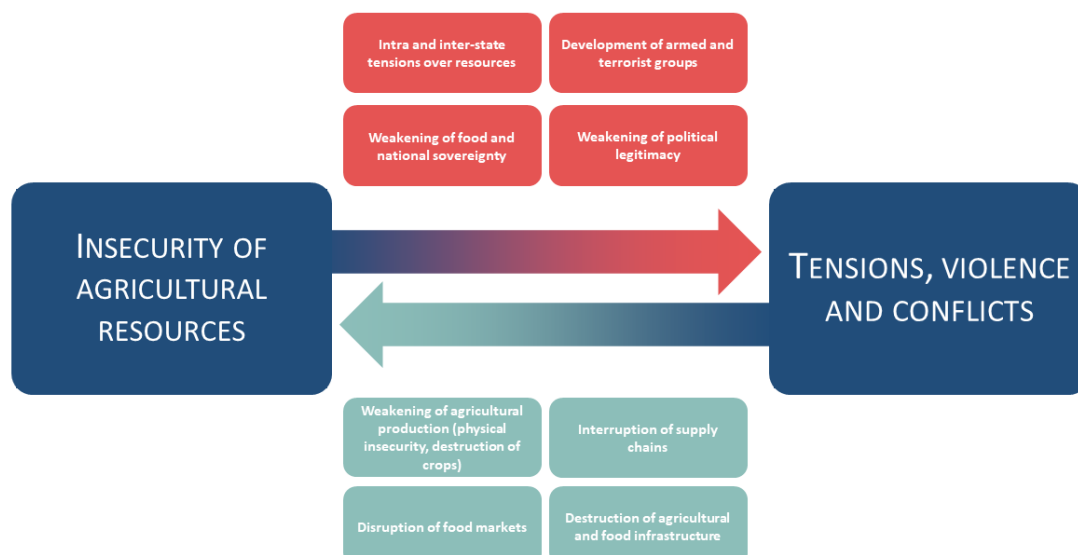 Intra and inter-state
tensions over resources
Development of armed and
terrorist groups
Weakening of food and
national sovereignty
Weakening of political
legitimacy
INSECURITY OF
AGRICULTURAL
RESOURCES
TENSIONS, VIOLENCE
AND CONFLICTS
Weakening of agricultural
production (physical
insecurity, destruction of
crops)
Interruption of supply
chains
Disruption of food markets
Destruction of agricultural
and food infrastructure